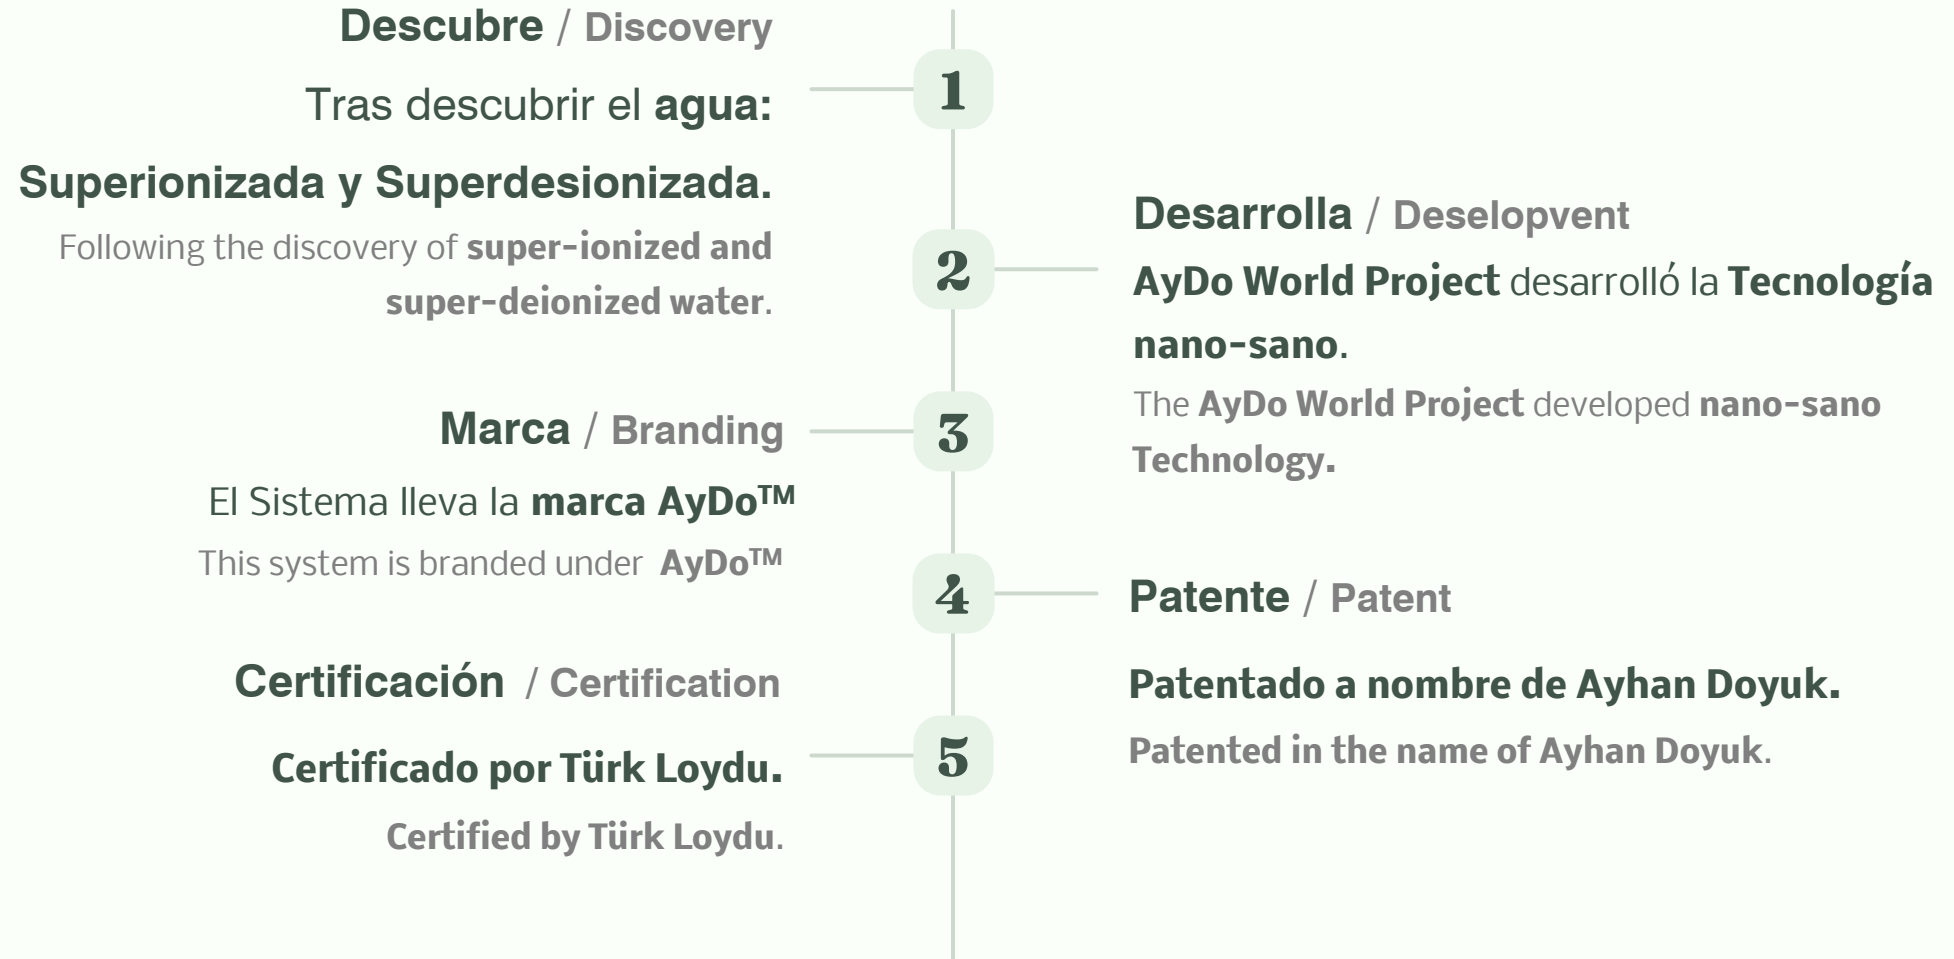 Descubre / Discovery
1
Tras descubrir el agua:
Superionizada y Superdesionizada.
Following the discovery of super-ionized and
super-deionized water.
2
Desarrolla / Deselopvent
AyDo World Project desarrolló la Tecnología
nano-sano.
The AyDo World Project developed nano-sano
Technology.
3
Marca / Branding
El Sistema lleva la marca AyDo™
This system is branded under AyDo™
4
Patente / Patent
Patentado a nombre de Ayhan Doyuk.
Patented in the name of Ayhan Doyuk.
5
Certificación / Certification
Certificado por Türk Loydu.
Certified by Türk Loydu.